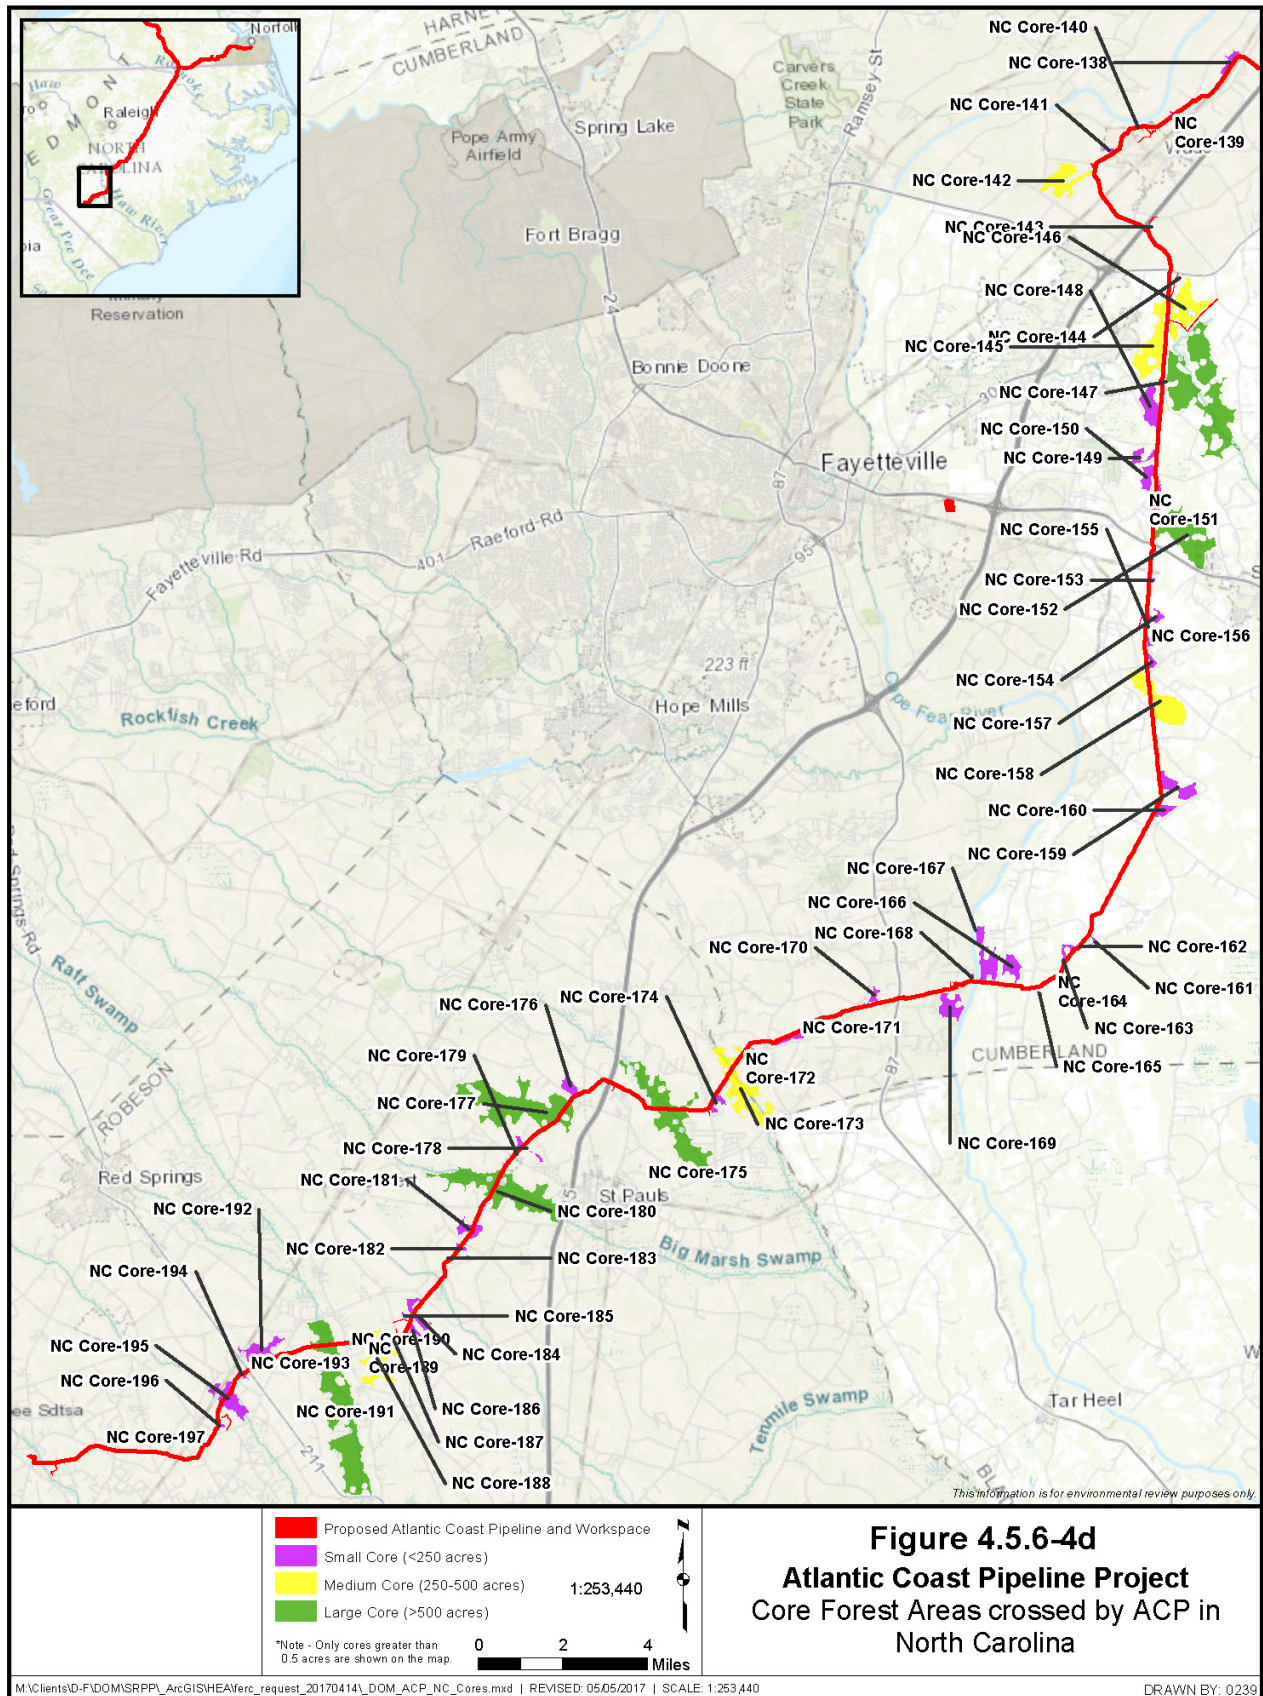 Norfolk
Roanoke
Haw
Raleigh
EDMONT
NORTH
CAROLINA
Haw River
Great Pee Dee
Military
Reservation
HARNETT
CUMBERLAND
Carvers
Creek
State
Park
Ramsey St
Pope Army
Airfield
Spring Lake
Fort Bragg
24
Bonnie Doone
Fayetteville
87
95
Raeford-Rd
401
Fayetteville-Rd
223 ft
Hope Mills
Rockfish Creek
Cape Fear River
Red Springs-Rd
Raft Swamp
ROBESON
CUMBERLAND
87
Red Springs
St Pauls
Big Marsh Swamp
Tenmile Swamp
Tar Heel
211
Wade
NC Core-140
NC Core-138
NC Core-141
NC
Core-139
NC Core-142
NC Core-143
NC Core-146
NC Core-148
NC Core-144
NC Core-145
NC Core-147
NC Core-150
NC Core-149
NC
Core-151
NC Core-155
NC Core-153
NC Core-152
NC Core-156
NC Core-154
NC Core-157
NC Core-158
NC Core-160
NC Core-159
NC Core-167
NC Core-166
NC Core-168
NC Core-170
NC Core-162
NC Core-161
NC
Core-164
NC Core-163
NC Core-165
NC Core-171
NC Core-169
NC Core-174
NC Core-176
NC
Core-172
NC Core-173
NC Core-179
NC Core-177
NC Core-178
NC Core-175
NC Core-181
NC Core-180
NC Core-182
NC Core-183
NC Core-192
NC Core-194
NC Core-185
NC Core-190
NC
Core-189
NC Core-184
NC Core-195
NC Core-193
NC Core-196
NC Core-191
NC Core-186
NC Core-197
NC Core-187
NC Core-188
This information is for environmental review purposes only.
Proposed Atlantic Coast Pipeline and Workspace
Small Core (<250 acres)
Medium Core (250-500 acres)
Large Core (>500 acres)
1:253,440
N
*Note - Only cores greater than
0.5 acres are shown on the map.
0 2 4
Miles
Figure 4.5.6-4d
Atlantic Coast Pipeline Project
Core Forest Areas crossed by ACP in
North Carolina
M:\Clients\D-F\DOM\SRPP\_ArcGIS\HEA\ferc_request_20170414\_DOM_ACP_NC_Cores.mxd | REVISED: 05/05/2017 | SCALE: 1:253,440
DRAWN BY: 0239